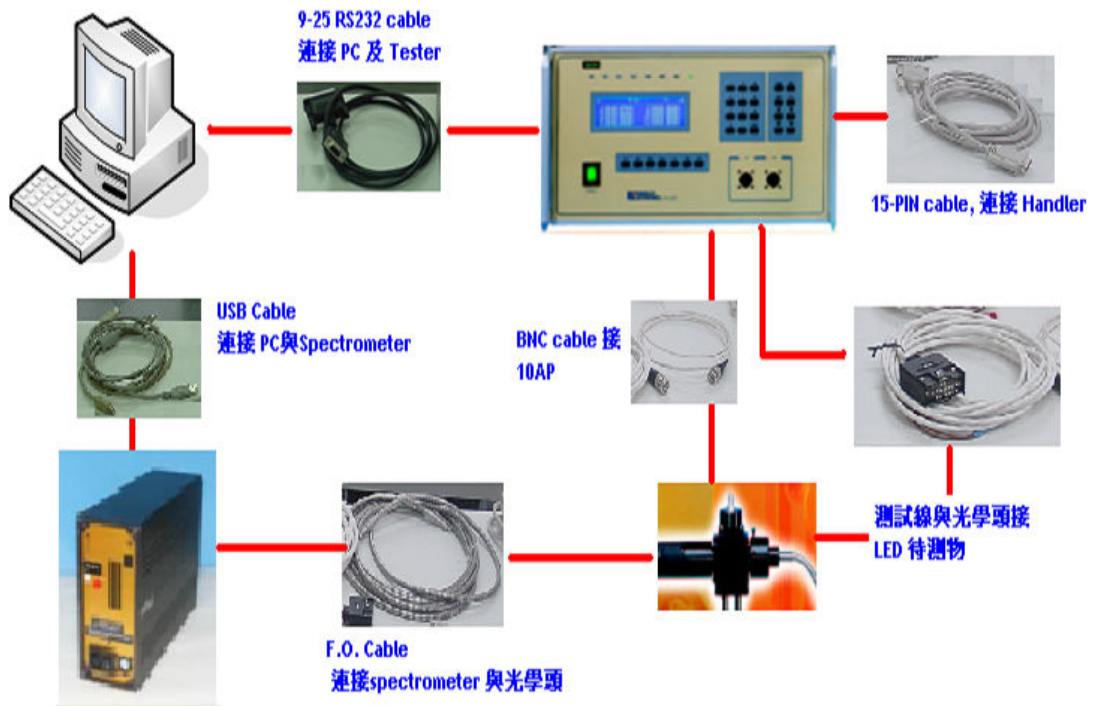 9-25 RS232 cable
連接 PC 及 Tester
15-PIN cable, 連接 Handler
USB Cable
連接 PC與Spectrometer
BNC cable 接
10AP
測試線與光學頭接
LED 待測物
F.O. Cable
連接spectrometer 與光學頭